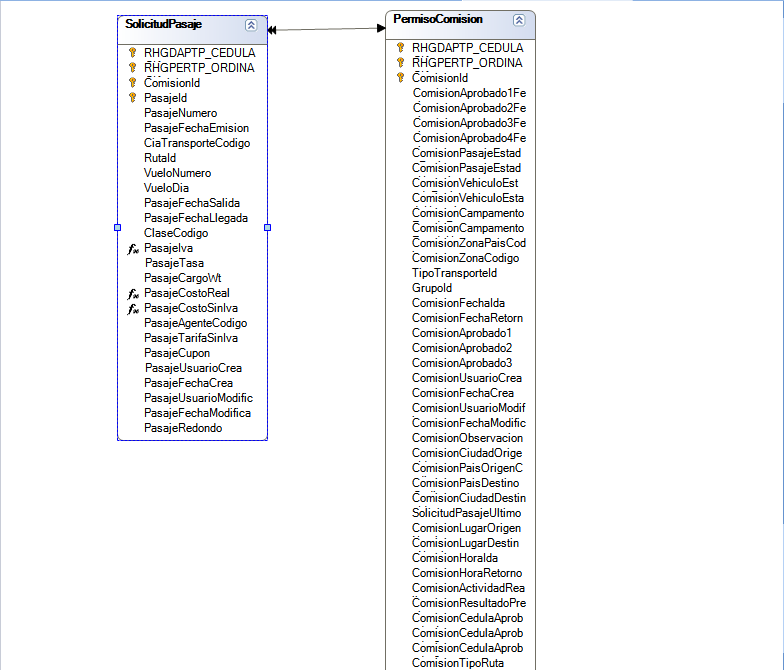 SolicitudPasaje
RHGDAPTP_CEDULA
RHGPERTP_ORDINA
ComisionId
PasajeId
PasajeNumero
PasajeFechaEmision
CiaTransporteCodigo
RutaId
VueloNumero
VueloDia
PasajeFechaSalida
PasajeFechaLlegada
ClaseCodigo
PasajeIva
PasajeTasa
PasajeCargoWt
PasajeCostoReal
PasajeCostoSinIva
PasajeAgenteCodigo
PasajeTarifaSinIva
PasajeCupon
PasajeUsuarioCrea
PasajeFechaCrea
PasajeUsuarioModific
PasajeFechaModifica
PasajeRedondo
PermisoComision
RHGDAPTP_CEDULA
RHGPERTP_ORDINA
ComisionId
ComisionAprobado1Fe
ComisionAprobado2Fe
ComisionAprobado3Fe
ComisionAprobado4Fe
ComisionPasajeEstad
ComisionPasajeEstad
ComisionVehiculoEst
ComisionVehiculoEsta
ComisionCampamento
ComisionCampamento
ComisionZonaPaisCod
ComisionZonaCodigo
TipoTransporteId
GrupoId
ComisionFechaIda
ComisionFechaRetorn
ComisionAprobado1
ComisionAprobado2
ComisionAprobado3
ComisionUsuarioCrea
ComisionFechaCrea
ComisionUsuarioModif
ComisionFechaModific
ComisionObservacion
ComisionCiudadOrige
ComisionPaisOrigenC
ComisionPaisDestino
ComisionCiudadDestin
SolicitudPasajeUltimo
ComisionLugarOrigen
ComisionLugarDestin
ComisionHoraIda
ComisionHoraRetorno
ComisionActividadRea
ComisionResultadoPre
ComisionCedulaAprob
ComisionCedulaAprob
ComisionCedulaAprob
ComisionTipoRuta